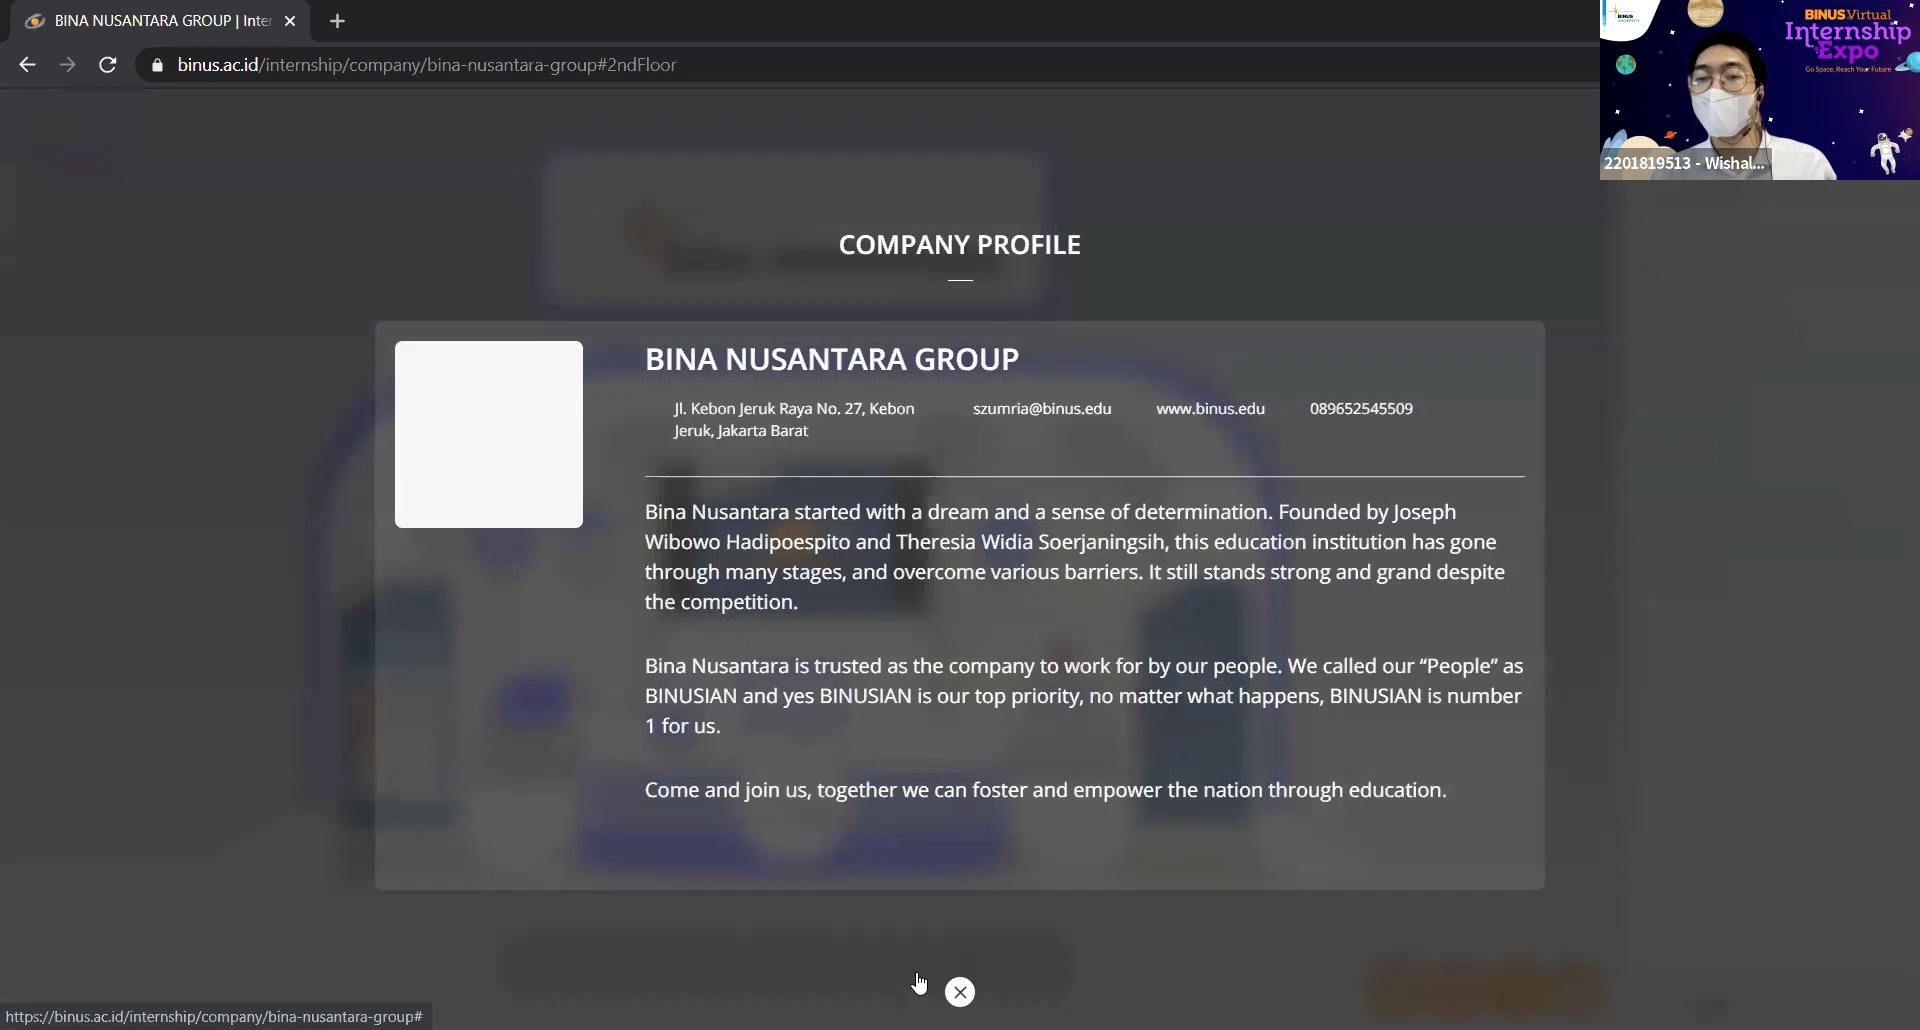 BINA NUSANTARA GROUP | Inter
binus.ac.id/internship/company/bina-nusantara-group#2ndFloor
BINUS
UNIVERSITY
BINUS Virtual
Internship
Expo
Go Space, Reach Your Future
2201819513 - Wishal...
COMPANY PROFILE
BINA NUSANTARA GROUP
Jl. Kebon Jeruk Raya No. 27, Kebon
Jeruk, Jakarta Barat
szumria@binus.edu
www.binus.edu
089652545509
Bina Nusantara started with a dream and a sense of determination. Founded by Joseph
Wibowo Hadipoespito and Theresia Widia Soerjaningsih, this education institution has gone
through many stages, and overcome various barriers. It still stands strong and grand despite
the competition.
Bina Nusantara is trusted as the company to work for by our people. We called our “People” as
BINUSIAN and yes BINUSIAN is our top priority, no matter what happens, BINUSIAN is number
1 for us.
Come and join us, together we can foster and empower the nation through education.
https://binus.ac.id/internship/company/bina-nusantara-group#